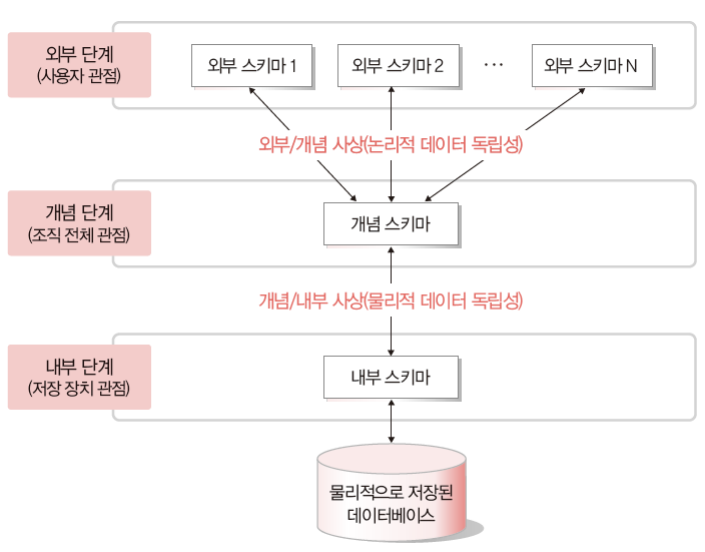 외부 단계
(사용자 관점)
외부 스키마 1
외부 스키마 2
···
외부 스키마 N
외부/개념 사상(논리적 데이터 독립성)
개념 단계
(조직 전체 관점)
개념 스키마
개념/내부 사상(물리적 데이터 독립성)
내부 단계
(저장 장치 관점)
내부 스키마
물리적으로 저장된
데이터베이스